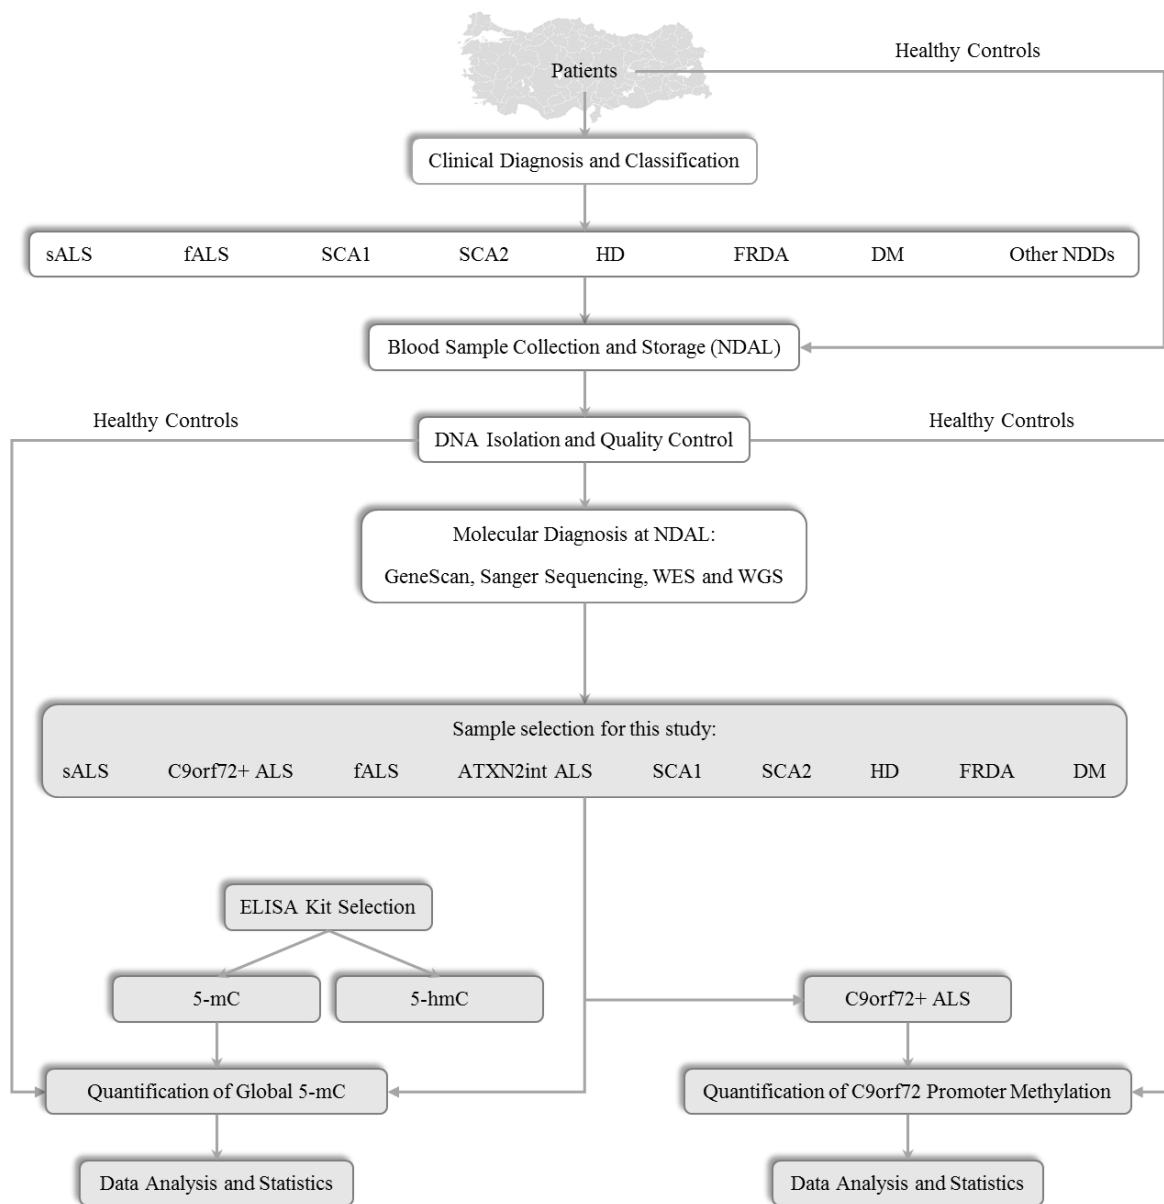 Healthy Controls
Patients
Clinical Diagnosis and Classification
sALS fALS SCA1 SCA2 HD FRDA DM Other NDDs
Blood Sample Collection and Storage (NDAL)
Healthy Controls
DNA Isolation and Quality Control
Healthy Controls
Molecular Diagnosis at NDAL:
GeneScan, Sanger Sequencing, WES and WGS
Sample selection for this study:
sALS C9orf72+ ALS fALS ATXN2int ALS SCA1 SCA2 HD FRDA DM
ELISA Kit Selection
5-mC
5-hmC
C9orf72+ ALS
Quantification of Global 5-mC
Quantification of C9orf72 Promoter Methylation
Data Analysis and Statistics
Data Analysis and Statistics